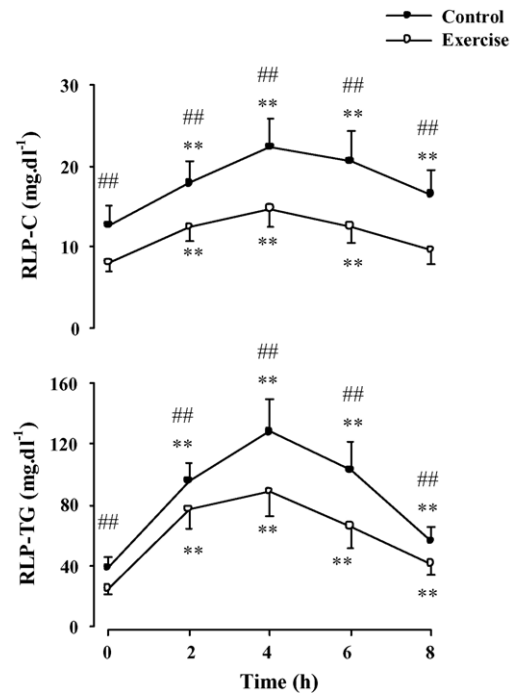 Control
Exercise
##
## ##
## ** ** ##
30 ** **
##
20
10
** ** **
0
RLP-C (mg.dl⁻¹)
##
160 ** ##
## **
120 **
##
## **
80
40
** ** ** **
0
RLP-TG (mg.dl⁻¹)
0 2 4 6 8
Time (h)